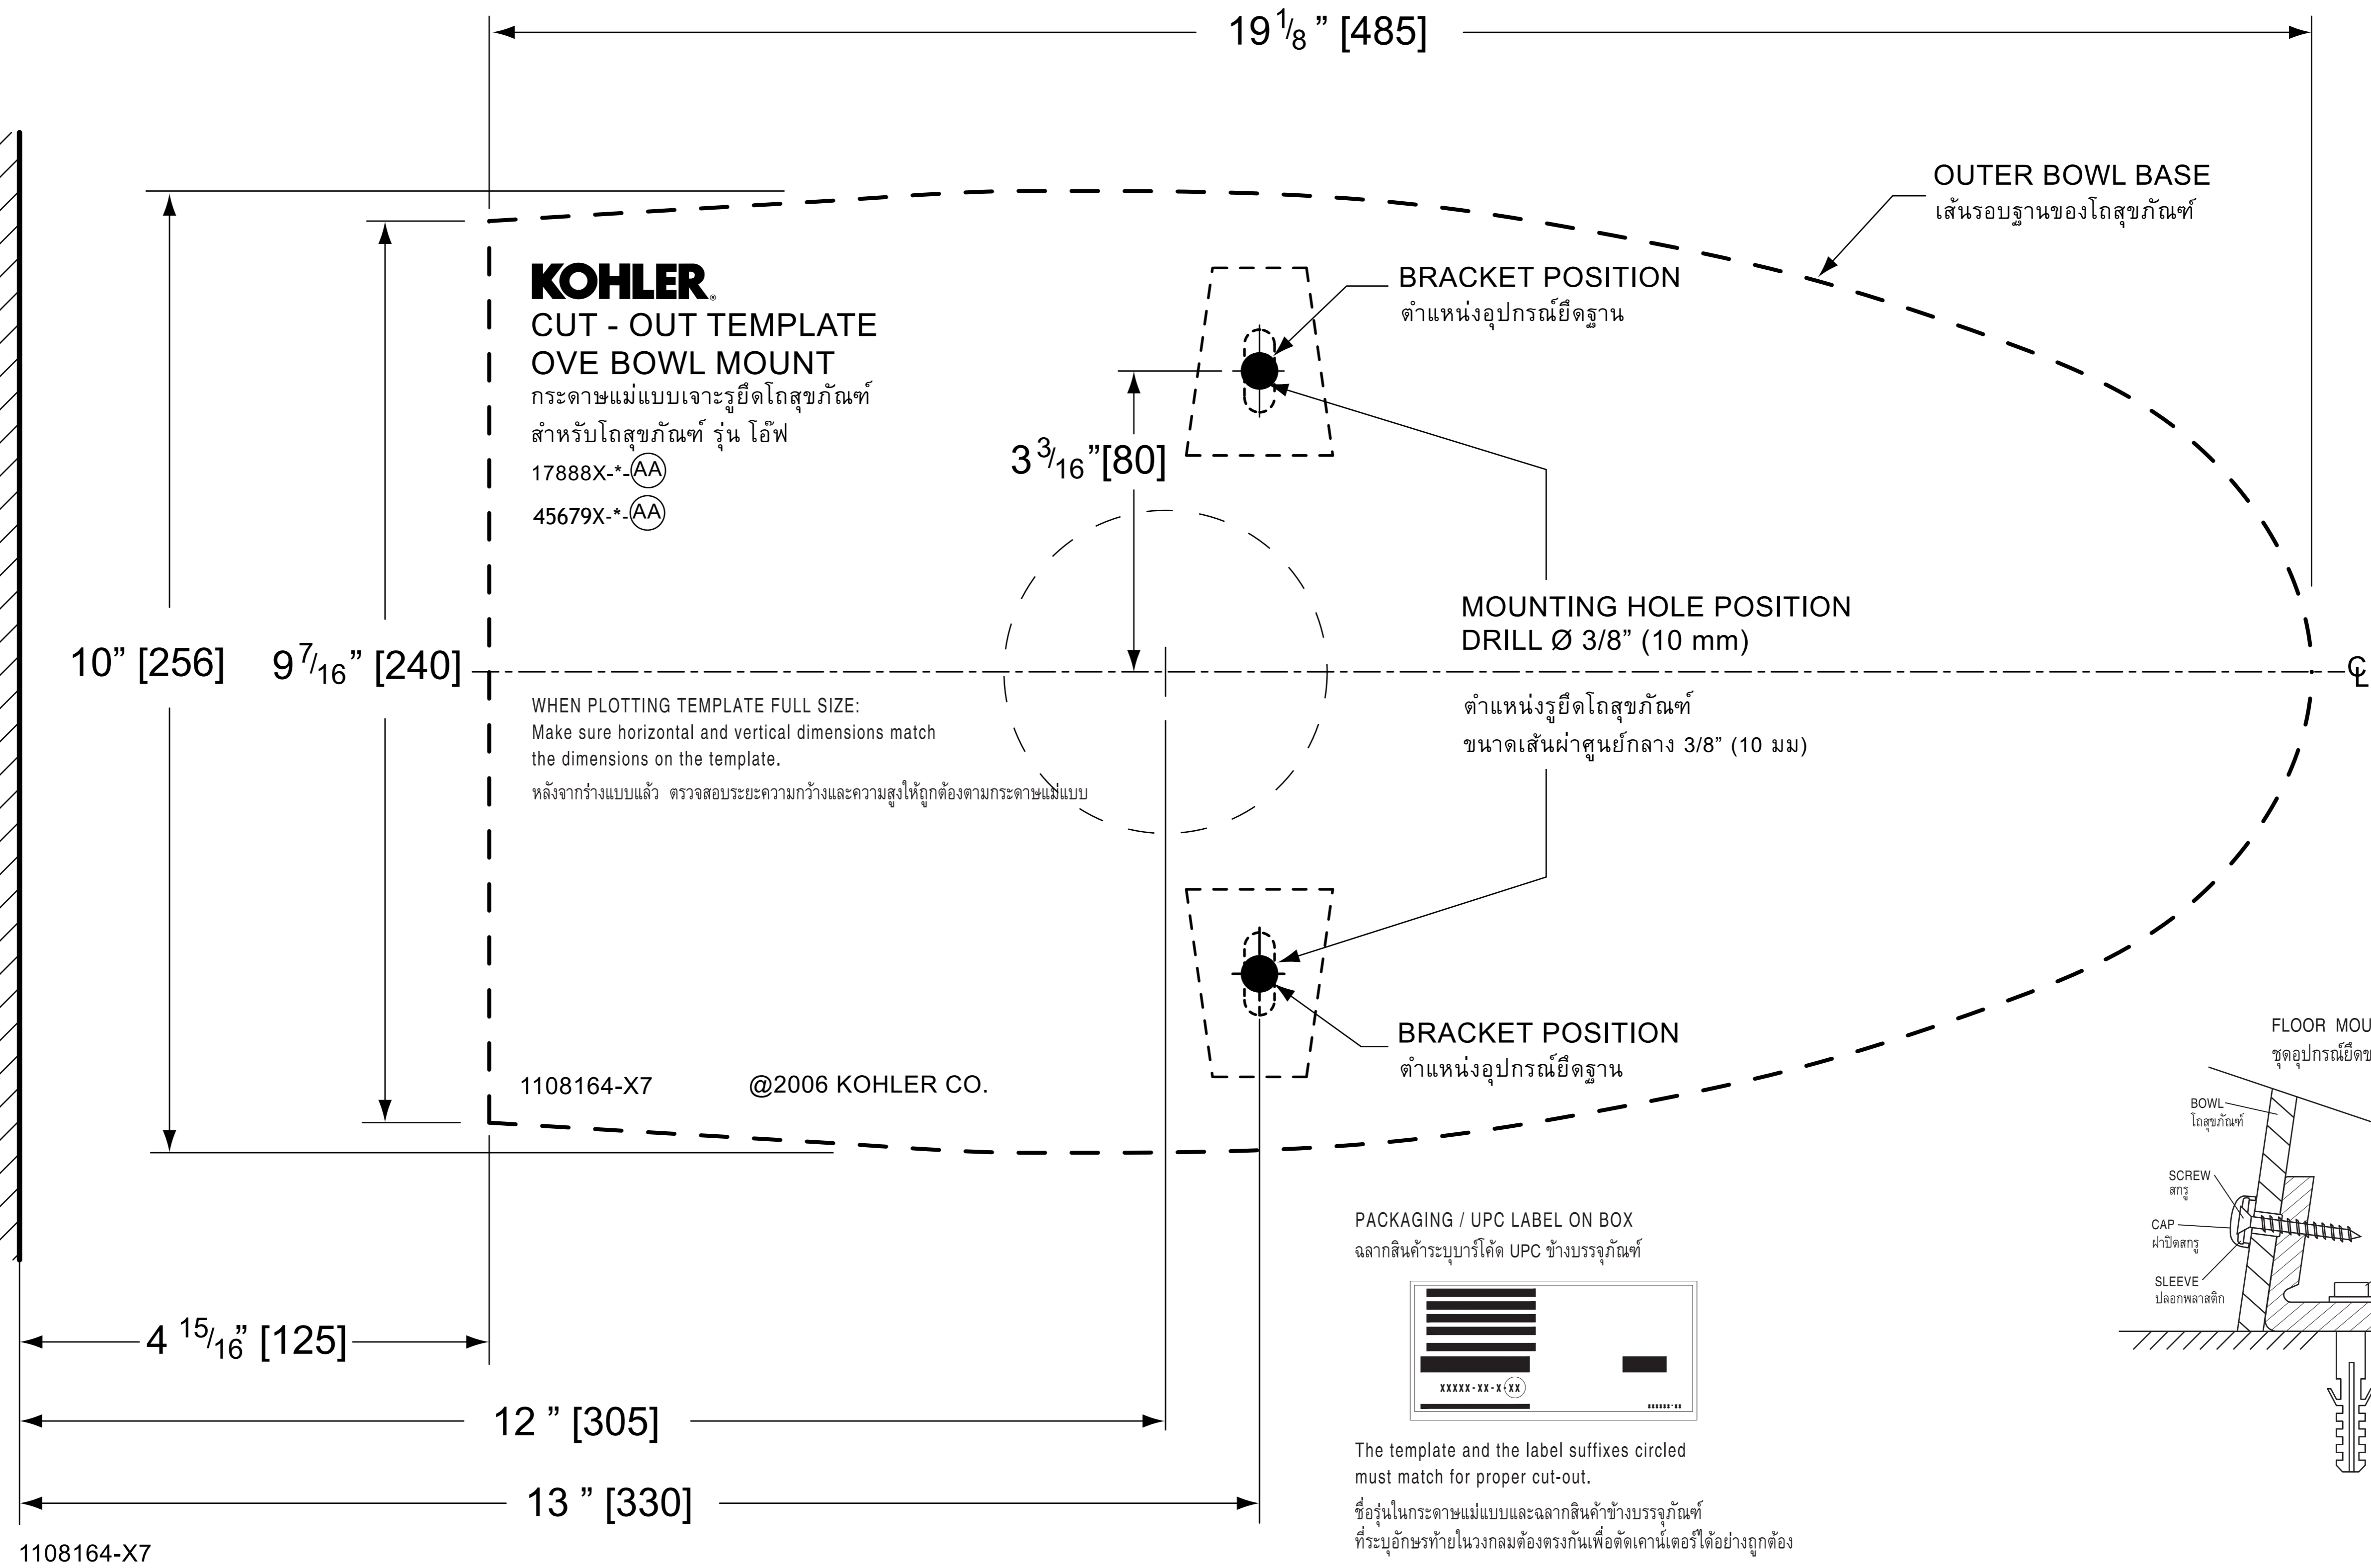 19 1/8 ” [485]
OUTER BOWL BASE
เส้นรอบฐานของโถสุขภัณฑ์
KOHLER®
CUT - OUT TEMPLATE
OVE BOWL MOUNT
กระดาษแม่แบบเจาะรูยึดโถสุขภัณฑ์
สำหรับโถสุขภัณฑ์ รุ่น โอ๊ฟ
17888X-*-AA
45679X-*-AA
BRACKET POSITION
ตำแหน่งอุปกรณ์ยึดฐาน
3 3/16 ”[80]
MOUNTING HOLE POSITION
DRILL Ø 3/8” (10 mm)
ตำแหน่งรูยึดโถสุขภัณฑ์
ขนาดเส้นผ่าศูนย์กลาง 3/8” (10 มม)
10” [256]
9 7/16 ” [240]
℄
WHEN PLOTTING TEMPLATE FULL SIZE:
Make sure horizontal and vertical dimensions match
the dimensions on the template.
หลังจากร่างแบบแล้ว ตรวจสอบระยะความกว้างและความสูงให้ถูกต้องตามกระดาษแม่แบบ
BRACKET POSITION
ตำแหน่งอุปกรณ์ยึดฐาน
1108164-X7 @2006 KOHLER CO.
FLOOR MOU
ชุดอุปกรณ์ยึดข
BOWL
โถสุขภัณฑ์
SCREW
สกรู
CAP
ฝาปิดสกรู
SLEEVE
ปลอกพลาสติก
PACKAGING / UPC LABEL ON BOX
ฉลากสินค้าระบุบาร์โค้ด UPC ข้างบรรจุภัณฑ์
XXXXX-XX-X-XX
XXXXXX-XX
The template and the label suffixes circled
must match for proper cut-out.
ชื่อรุ่นในกระดาษแม่แบบและฉลากสินค้าข้างบรรจุภัณฑ์
ที่ระบุอักษรท้ายในวงกลมต้องตรงกันเพื่อตัดเคาน์เตอร์ได้อย่างถูกต้อง
4 15/16 ” [125]
12 ” [305]
13 ” [330]
1108164-X7